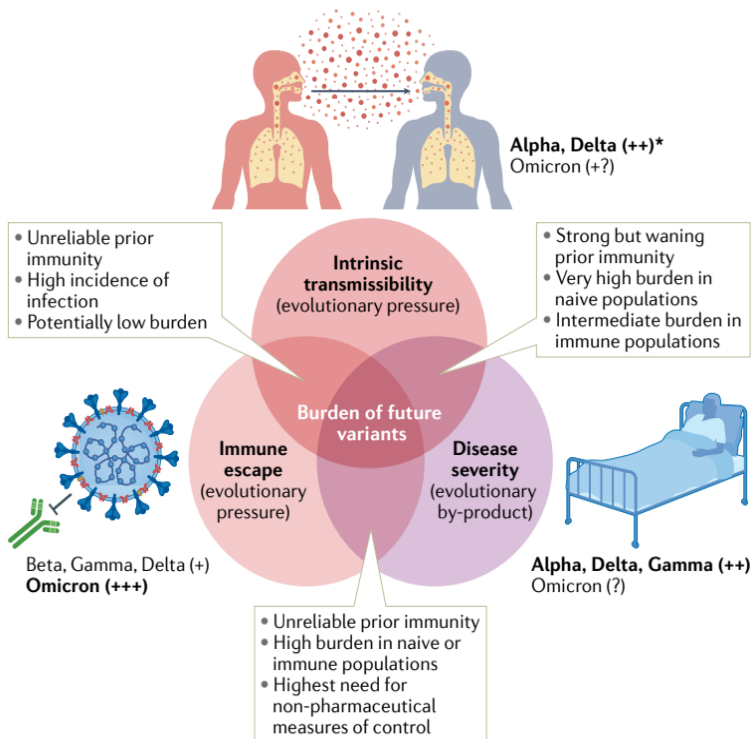 Alpha, Delta (++)*
Omicron (+?)
• Unreliable prior
immunity
• High incidence of
infection
• Potentially low burden
Intrinsic
transmissibility
(evolutionary pressure)
• Strong but waning
prior immunity
• Very high burden in
naive populations
• Intermediate burden in
immune populations
Burden of future
variants
Immune
escape
(evolutionary
pressure)
Disease
severity
(evolutionary
by-product)
Beta, Gamma, Delta (+)
Omicron (+++)
Alpha, Delta, Gamma (++)
Omicron (?)
• Unreliable prior immunity
• High burden in naive or
immune populations
• Highest need for
non-pharmaceutical
measures of control